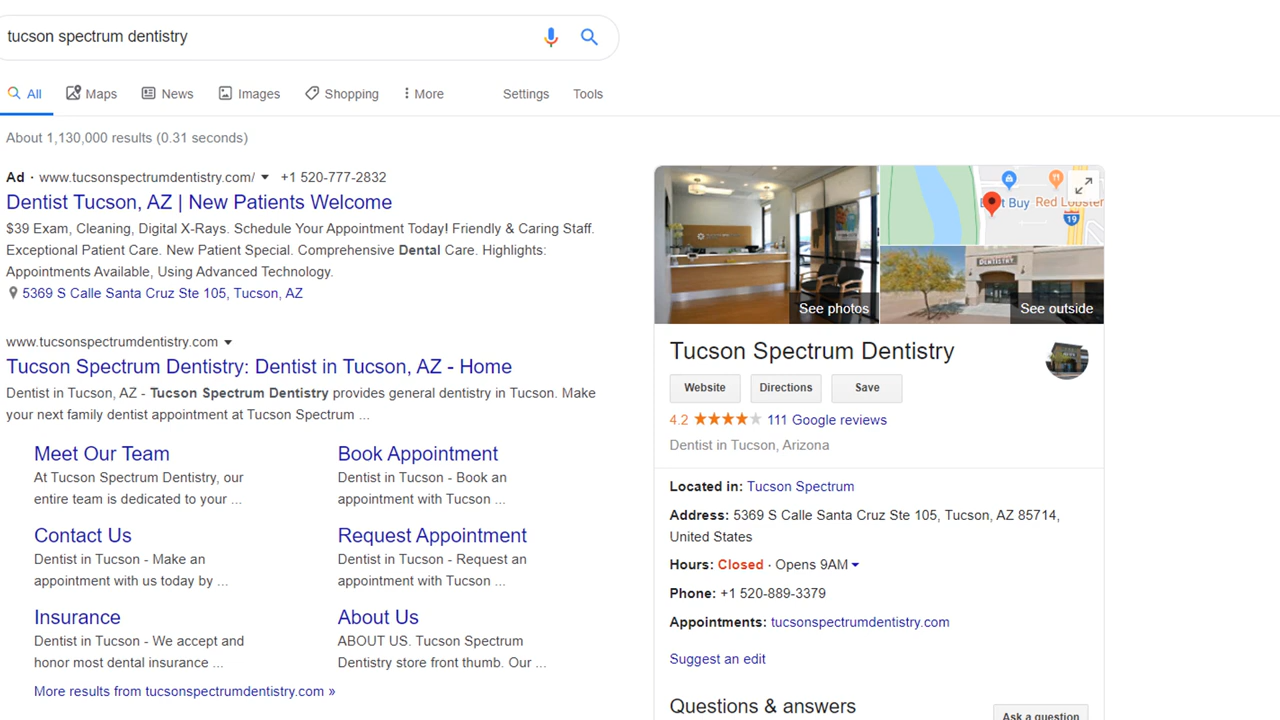 tucson spectrum dentistry
All
Maps
News
Images
Shopping
More
Settings
Tools
About 1,130,000 results (0.31 seconds)
Ad · www.tucsonspectrumdentistry.com/ +1 520-777-2832
Dentist Tucson, AZ | New Patients Welcome
$39 Exam, Cleaning, Digital X-Rays. Schedule Your Appointment Today! Friendly & Caring Staff.
Exceptional Patient Care. New Patient Special. Comprehensive Dental Care. Highlights:
Appointments Available, Using Advanced Technology.
5369 S Calle Santa Cruz Ste 105, Tucson, AZ
www.tucsonspectrumdentistry.com
Tucson Spectrum Dentistry: Dentist in Tucson, AZ - Home
Dentist in Tucson, AZ - Tucson Spectrum Dentistry provides general dentistry in Tucson. Make
your next family dentist appointment at Tucson Spectrum ...
Meet Our Team
At Tucson Spectrum Dentistry, our
entire team is dedicated to your ...
Book Appointment
Dentist in Tucson - Book an
appointment with Tucson ...
Contact Us
Dentist in Tucson - Make an
appointment with us today by ...
Request Appointment
Dentist in Tucson - Request an
appointment with Tucson ...
Insurance
Dentist in Tucson - We accept and
honor most dental insurance ...
About Us
ABOUT US. Tucson Spectrum
Dentistry store front thumb. Our ...
More results from tucsonspectrumdentistry.com »
See photos
Buy
Red Lobster
19
DENTISTRY
See outside
Tucson Spectrum Dentistry
Website
Directions
Save
4.2 111 Google reviews
Dentist in Tucson, Arizona
Located in: Tucson Spectrum
Address: 5369 S Calle Santa Cruz Ste 105, Tucson, AZ 85714,
United States
Hours: Closed · Opens 9AM
Phone: +1 520-889-3379
Appointments: tucsonspectrumdentistry.com
Suggest an edit
Questions & answers
Ask a question